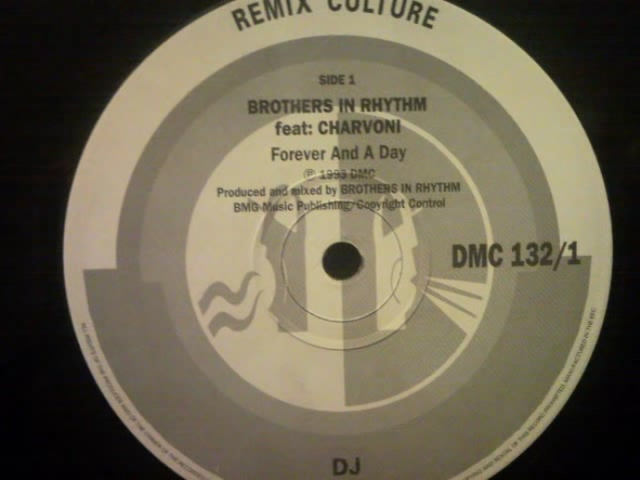 REMIX CULTURE
SIDE 1
BROTHERS IN RHYTHM
feat: CHARVONI
Forever And A Day
℗ 1993 DMC
Produced and mixed by BROTHERS IN RHYTHM
BMG Music Publishing/Copyright Control
DMC 132/1
DJ